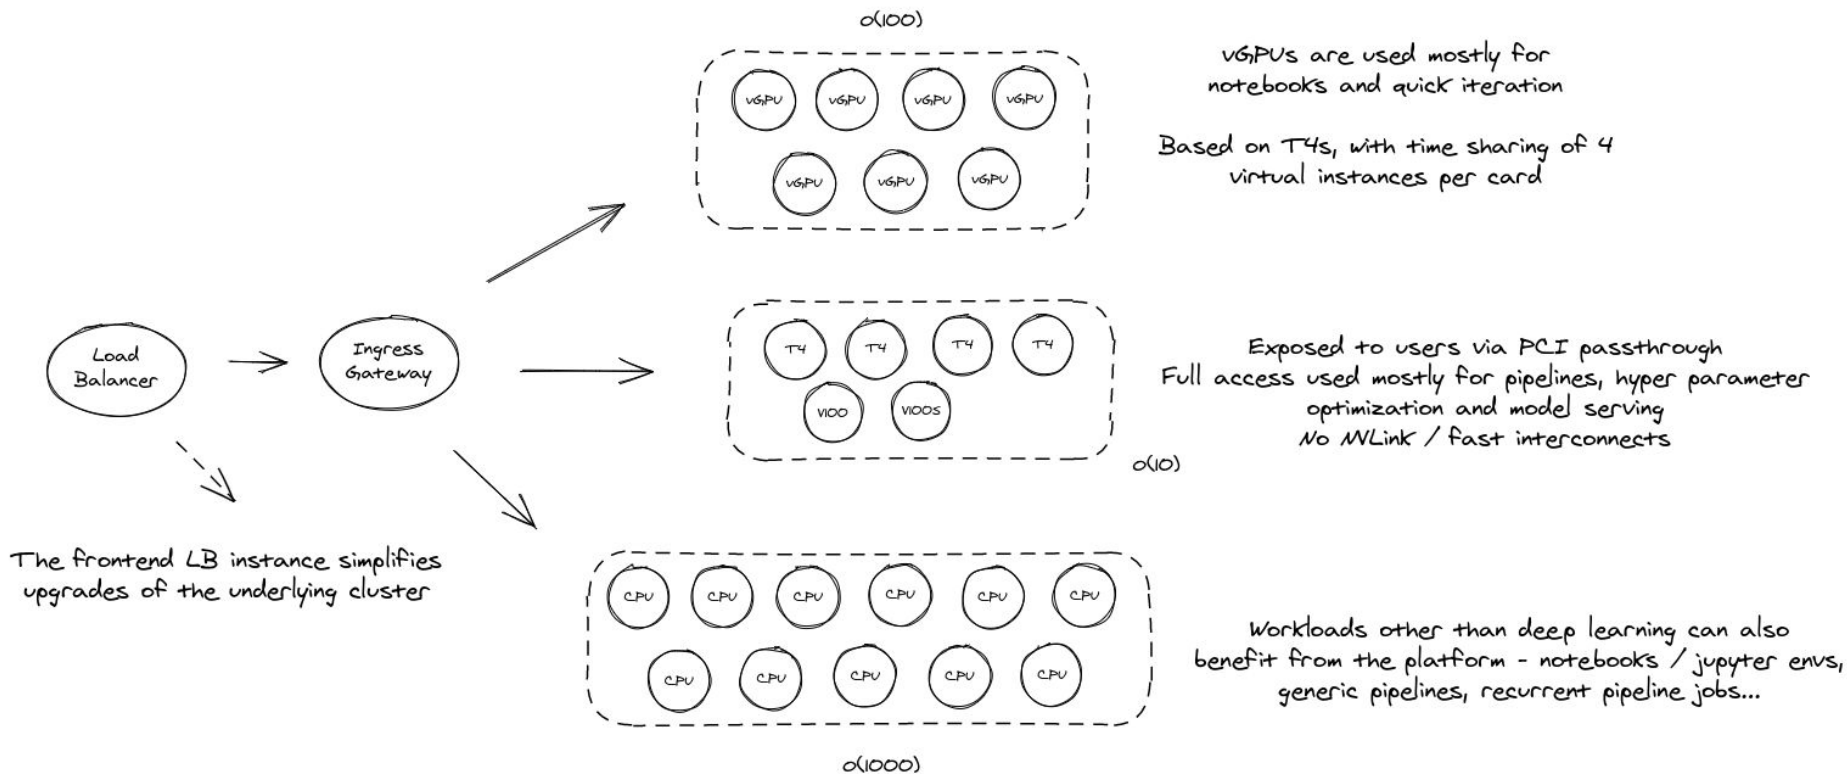 o(100)
vGPU vGPU vGPU vGPU
vGPU vGPU vGPU
vGPUs are used mostly for
notebooks and quick iteration
Based on T4s, with time sharing of 4
virtual instances per card
Load
Balancer
Ingress
Gateway
T4 T4 T4 T4
V100 V100S
o(10)
Exposed to users via PCI passthrough
Full access used mostly for pipelines, hyper parameter
optimization and model serving
No NVLink / fast interconnects
The frontend LB instance simplifies
upgrades of the underlying cluster
CPU CPU CPU CPU CPU CPU
CPU CPU CPU CPU CPU
o(1000)
Workloads other than deep learning can also
benefit from the platform - notebooks / jupyter envs,
generic pipelines, recurrent pipeline jobs...